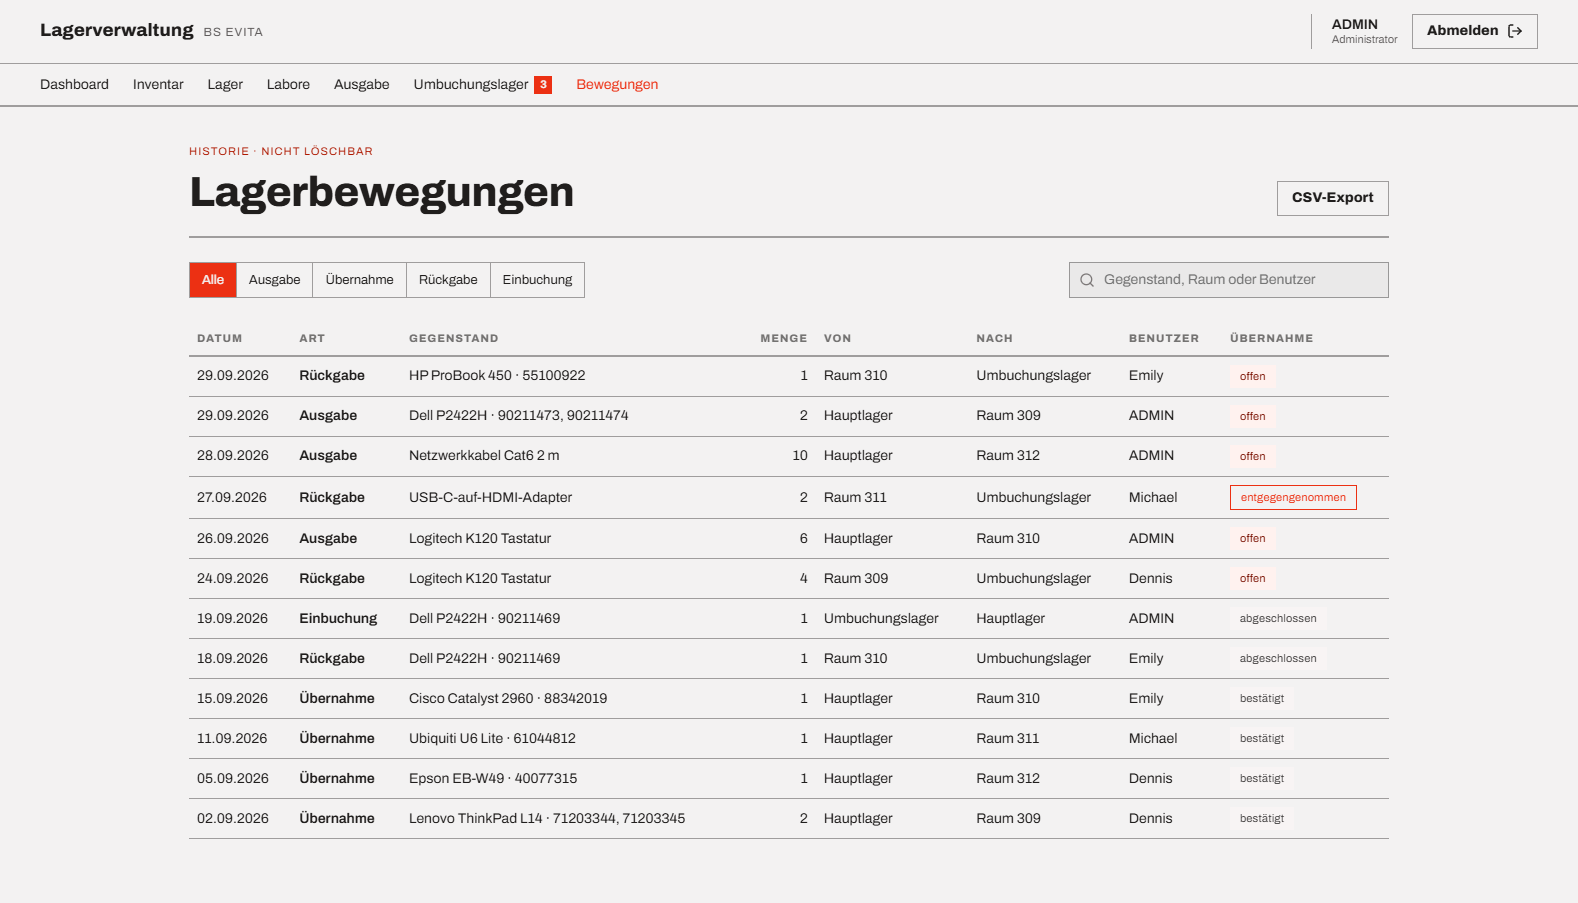 Lagerverwaltung BS EVITA
ADMIN
Administrator
Abmelden
Dashboard Inventar Lager Labore Ausgabe Umbuchungslager 3 Bewegungen
HISTORIE · NICHT LÖSCHBAR
Lagerbewegungen
CSV-Export
Alle Ausgabe Übernahme Rückgabe Einbuchung
Gegenstand, Raum oder Benutzer
DATUM ART GEGENSTAND MENGE VON NACH BENUTZER ÜBERNAHME
29.09.2026 Rückgabe HP ProBook 450 · 55100922 1 Raum 310 Umbuchungslager Emily offen
29.09.2026 Ausgabe Dell P2422H · 90211473, 90211474 2 Hauptlager Raum 309 ADMIN offen
28.09.2026 Ausgabe Netzwerkkabel Cat6 2 m 10 Hauptlager Raum 312 ADMIN offen
27.09.2026 Rückgabe USB-C-auf-HDMI-Adapter 2 Raum 311 Umbuchungslager Michael entgegengenommen
26.09.2026 Ausgabe Logitech K120 Tastatur 6 Hauptlager Raum 310 ADMIN offen
24.09.2026 Rückgabe Logitech K120 Tastatur 4 Raum 309 Umbuchungslager Dennis offen
19.09.2026 Einbuchung Dell P2422H · 90211469 1 Umbuchungslager Hauptlager ADMIN abgeschlossen
18.09.2026 Rückgabe Dell P2422H · 90211469 1 Raum 310 Umbuchungslager Emily abgeschlossen
15.09.2026 Übernahme Cisco Catalyst 2960 · 88342019 1 Hauptlager Raum 310 Emily bestätigt
11.09.2026 Übernahme Ubiquiti U6 Lite · 61044812 1 Hauptlager Raum 311 Michael bestätigt
05.09.2026 Übernahme Epson EB-W49 · 40077315 1 Hauptlager Raum 312 Dennis bestätigt
02.09.2026 Übernahme Lenovo ThinkPad L14 · 71203344, 71203345 2 Hauptlager Raum 309 Dennis bestätigt